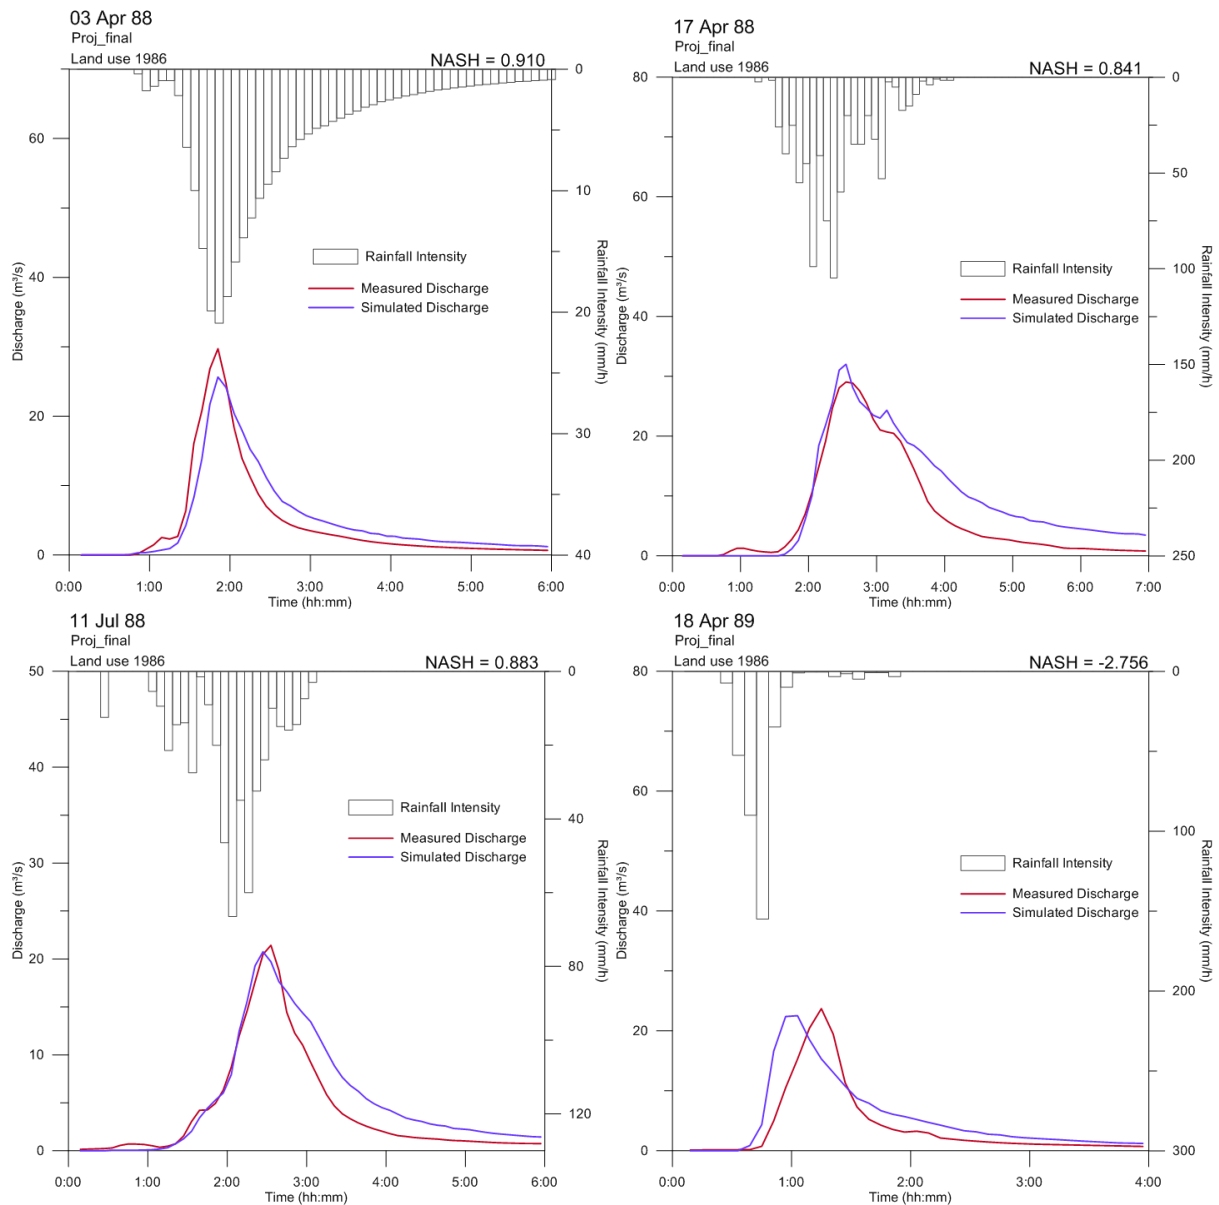 03 Apr 88
Proj_final
Land use 1986
NASH = 0.910
0
10
20
30
40
Rainfall Intensity (mm/h)
60
40
20
0
Discharge (m³/s)
Rainfall Intensity
Measured Discharge
Simulated Discharge
0:00 1:00 2:00 3:00 4:00 5:00 6:00
Time (hh:mm)
17 Apr 88
Proj_final
Land use 1986
NASH = 0.841
80
60
40
20
0
Discharge (m³/s)
0
50
100
150
200
250
Rainfall Intensity (mm/h)
Rainfall Intensity
Measured Discharge
Simulated Discharge
0:00 1:00 2:00 3:00 4:00 5:00 6:00 7:00
Time (hh:mm)
11 Jul 88
Proj_final
Land use 1986
NASH = 0.883
50
40
30
20
10
0
Discharge (m³/s)
0
40
80
120
Rainfall Intensity (mm/h)
Rainfall Intensity
Measured Discharge
Simulated Discharge
0:00 1:00 2:00 3:00 4:00 5:00 6:00
Time (hh:mm)
18 Apr 89
Proj_final
Land use 1986
NASH = -2.756
80
60
40
20
0
Discharge (m³/s)
0
100
200
300
Rainfall Intensity (mm/h)
Rainfall Intensity
Measured Discharge
Simulated Discharge
0:00 1:00 2:00 3:00 4:00
Time (hh:mm)